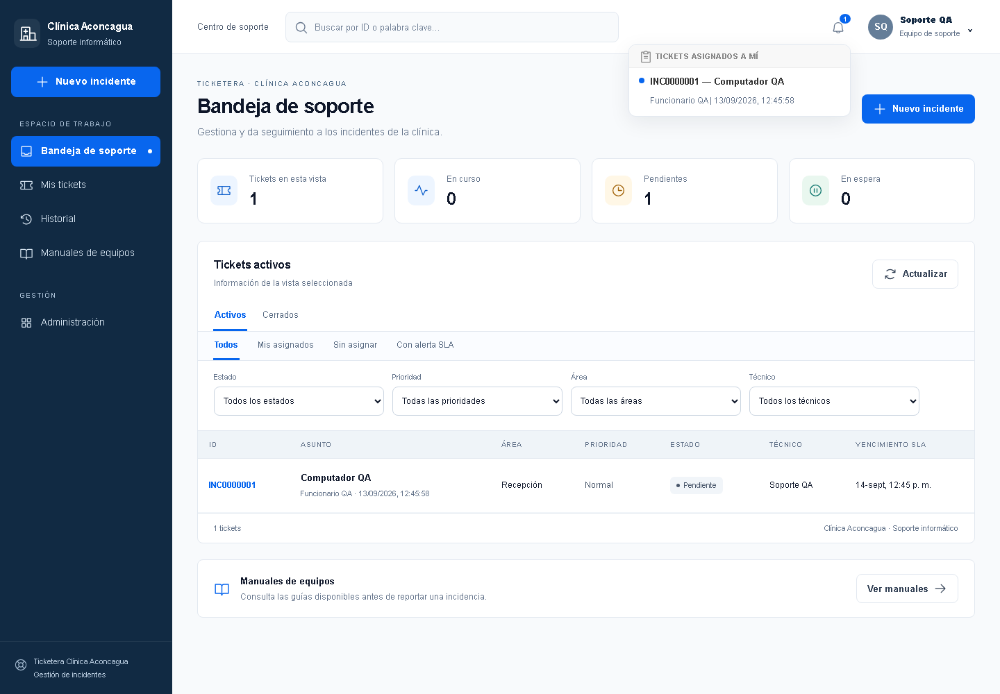 Clínica Aconcagua
Soporte informático
Nuevo incidente
ESPACIO DE TRABAJO
Bandeja de soporte
Mis tickets
Historial
Manuales de equipos
GESTIÓN
Administración
Ticketera Clínica Aconcagua
Gestión de incidentes
Centro de soporte
Buscar por ID o palabra clave...
1
SQ
Soporte QA
Equipo de soporte
TICKETS ASIGNADOS A MÍ
INC0000001 — Computador QA
Funcionario QA| 13/09/2026, 12:45:58
TICKETERA · CLÍNICA ACONCAGUA
Bandeja de soporte
Gestiona y da seguimiento a los incidentes de la clínica.
Nuevo incidente
Tickets en esta vista
1
En curso
0
Pendientes
1
En espera
0
Tickets activos
Información de la vista seleccionada
Actualizar
Activos Cerrados
Todos Mis asignados Sin asignar Con alerta SLA
Estado Prioridad Área Técnico
Todos los estados Todas las prioridades Todas las áreas Todos los técnicos
ID ASUNTO ÁREA PRIORIDAD ESTADO TÉCNICO VENCIMIENTO SLA
INC0000001 Computador QA Recepción Normal Pendiente Soporte QA 14-sept, 12:45 p. m.
Funcionario QA · 13/09/2026, 12:45:58
1 tickets
Clínica Aconcagua · Soporte informático
Manuales de equipos
Consulta las guías disponibles antes de reportar una incidencia.
Ver manuales